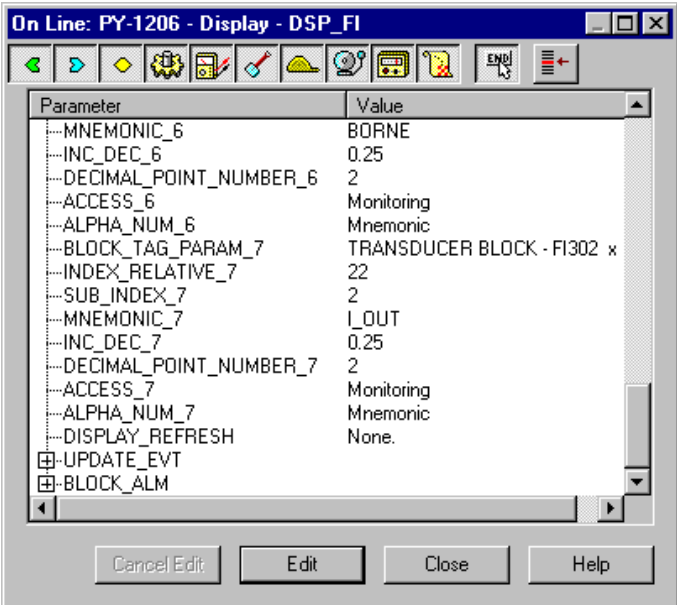 On Line: PY-1206 - Display - DSP_FI
END
Parameter Value
MNEMONIC_6 BORNE
INC_DEC_6 0.25
DECIMAL_POINT_NUMBER_6 2
ACCESS_6 Monitoring
ALPHA_NUM_6 Mnemonic
BLOCK_TAG_PARAM_7 TRANSDUCER BLOCK - FI302 x
INDEX_RELATIVE_7 22
SUB_INDEX_7 2
MNEMONIC_7 I_OUT
INC_DEC_7 0.25
DECIMAL_POINT_NUMBER_7 2
ACCESS_7 Monitoring
ALPHA_NUM_7 Mnemonic
DISPLAY_REFRESH None.
UPDATE_EVT
BLOCK_ALM
Cancel Edit Edit Close Help